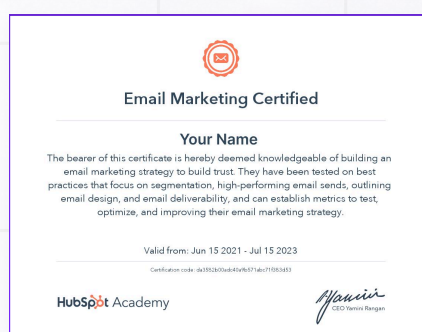 Email Marketing Certified
Your Name
The bearer of this certificate is hereby deemed knowledgeable of building an
email marketing strategy to build trust. They have been tested on best
practices that focus on segmentation, high-performing email sends, outlining
email design, and email deliverability, and can establish metrics to test,
optimize, and improving their email marketing strategy.
Valid from: Jun 15 2021 - Jul 15 2023
Certification code:
HubSpot Academy
CEO Yamini Rangan